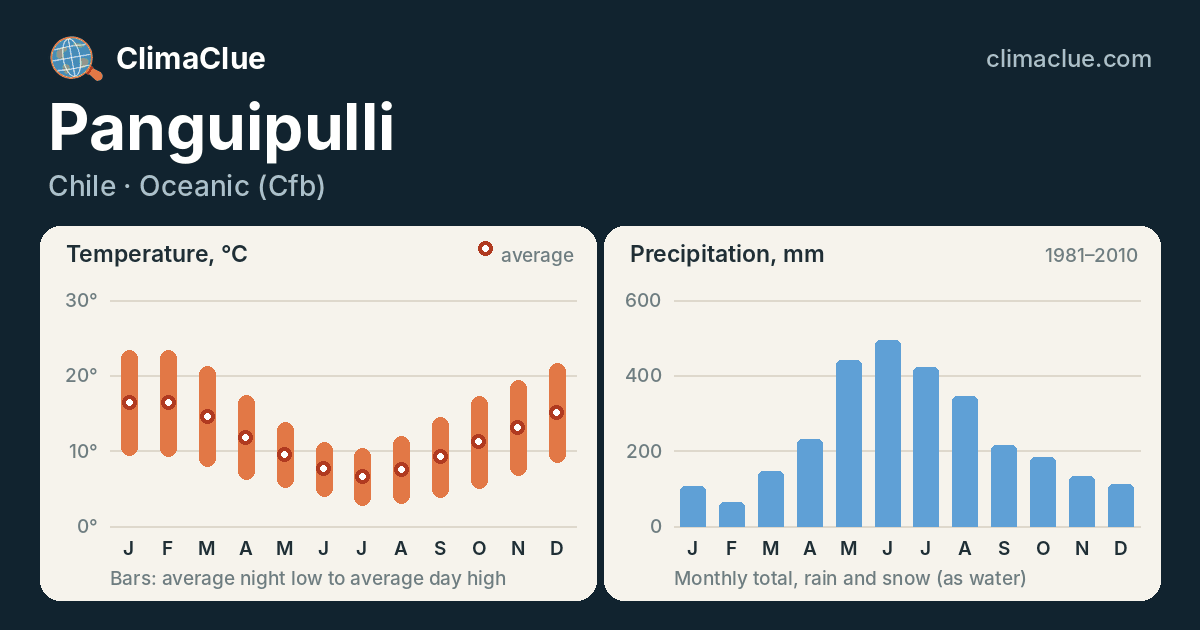 ClimaClue
climaclue.com
Panguipulli
Chile · Oceanic (Cfb)
Temperature, °C
average
30°
20°
10°
0°
J F M A M J J A S O N D
Bars: average night low to average day high
Precipitation, mm
1981–2010
600
400
200
0
J F M A M J J A S O N D
Monthly total, rain and snow (as water)